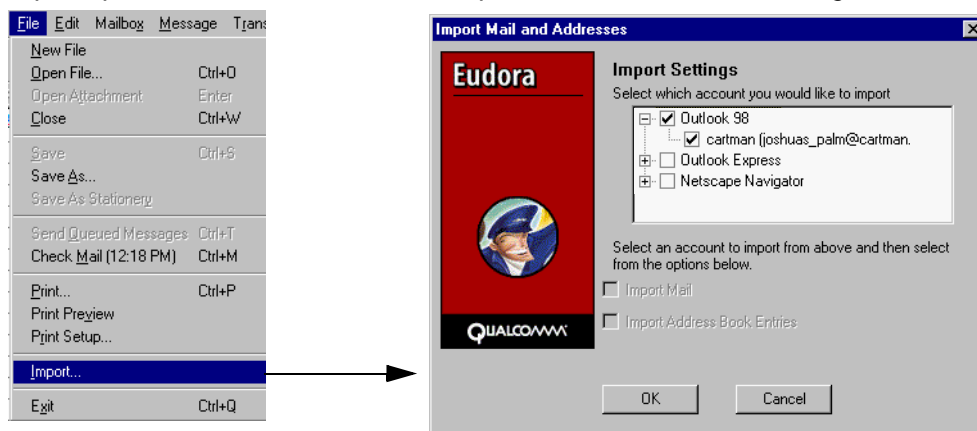 File Edit Mailbox Message Trans
New File
Open File... Ctrl+O
Open Attachment Enter
Close Ctrl+W
Save Ctrl+S
Save As...
Save As Stationery
Send Queued Messages Ctrl+T
Check Mail (12:18 PM) Ctrl+M
Print... Ctrl+P
Print Preview
Print Setup...
Import...
Exit Ctrl+Q
Import Mail and Addresses
Eudora
QUALCOMM
Import Settings
Select which account you would like to import
Outlook 98
cartman (joshuas_palm@cartman.
Outlook Express
Netscape Navigator
Select an account to import from above and then select
from the options below.
Import Mail
Import Address Book Entries
OK Cancel